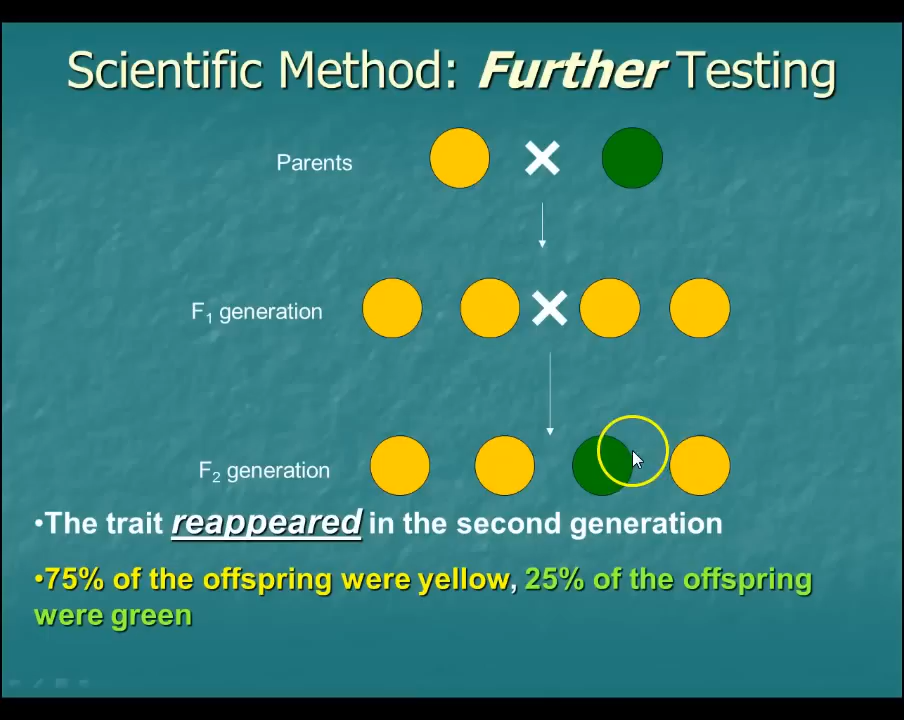 Scientific Method: Further Testing
Parents
F1 generation
F2 generation
•The trait reappeared in the second generation
•75% of the offspring were yellow, 25% of the offspring
were green